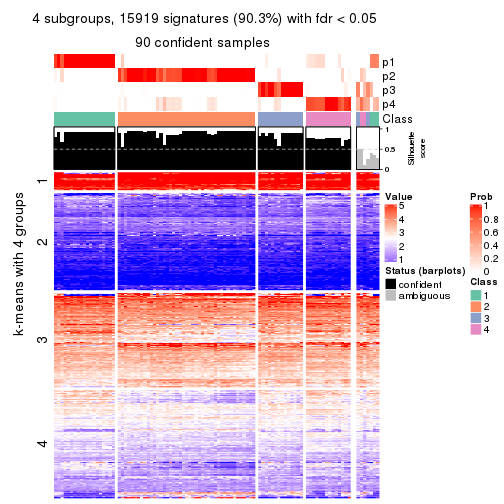 4 subgroups, 15919 signatures (90.3%) with fdr < 0.05
90 confident samples
p1
p2
p3
p4
Class
1
0.5
0
Silhouette
score
k-means with 4 groups
1
2
3
4
Value
5
4
3
2
1
Status (barplots)
confident
ambiguous
Prob
1
0.8
0.6
0.4
0.2
0
Class
1
2
3
4